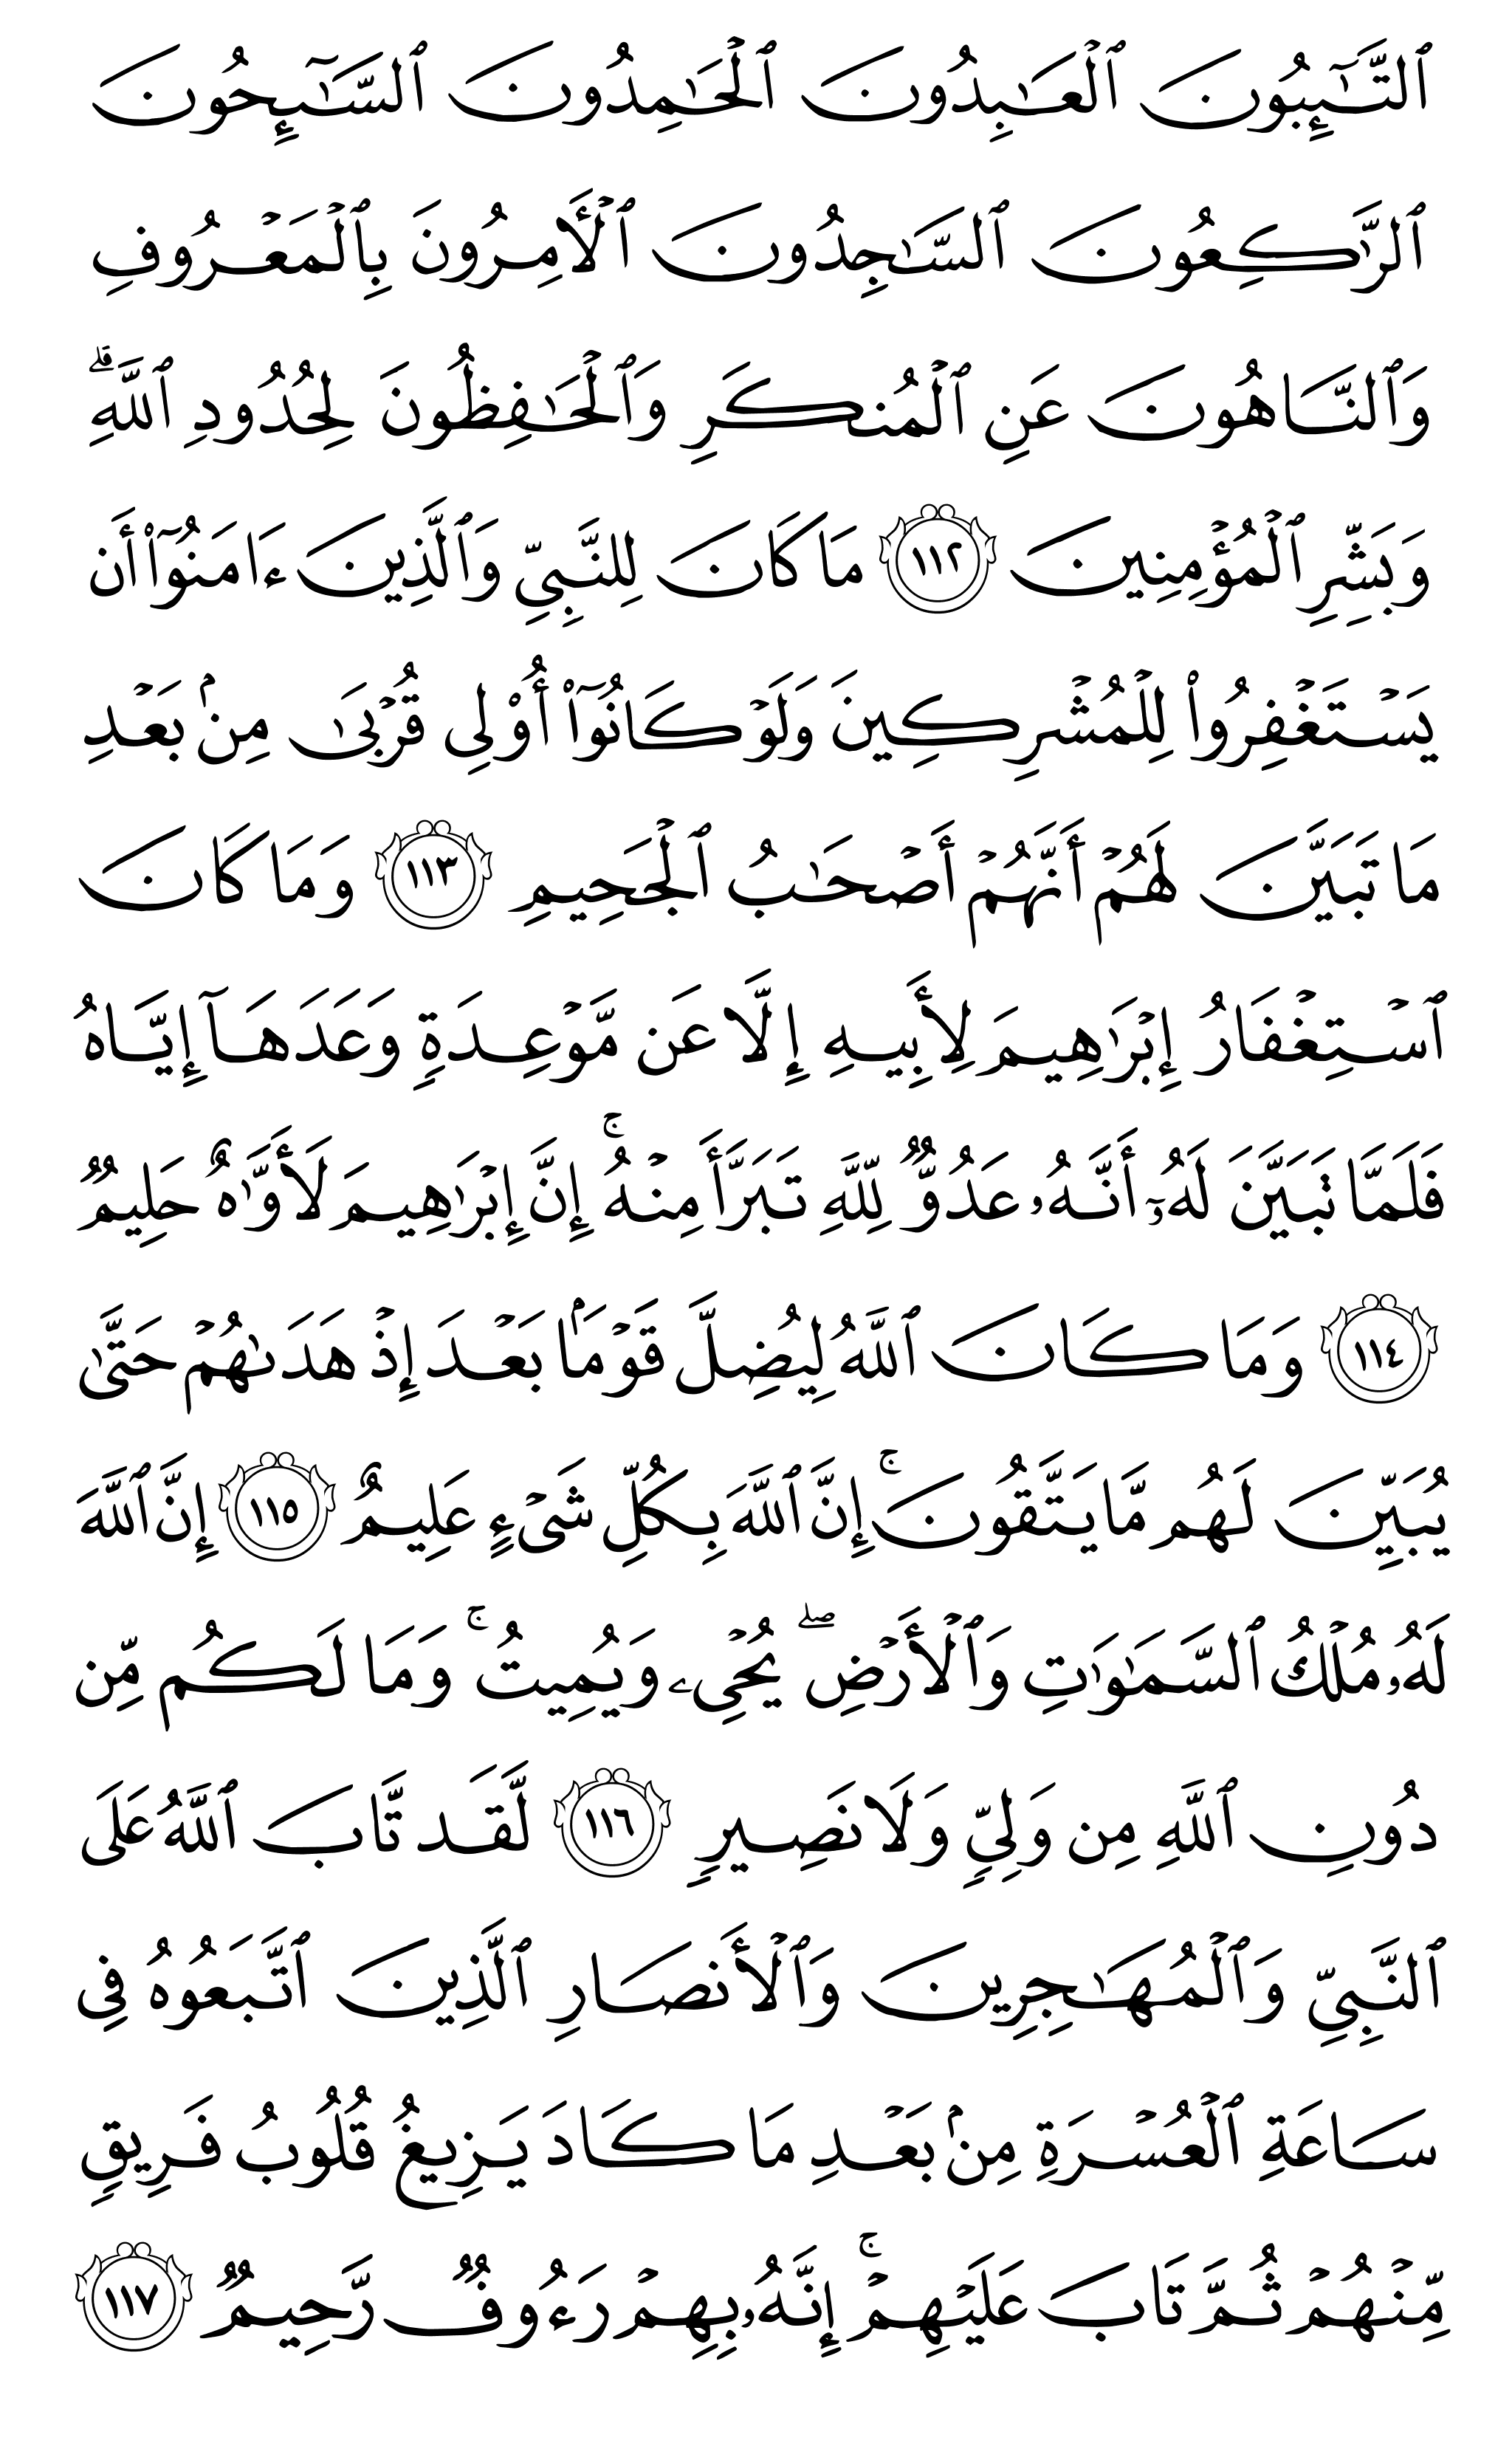 ٱلتَّٰٓئِبُونَ ٱلْعَٰبِدُونَ ٱلْحَٰمِدُونَ ٱلسَّٰٓئِحُونَ
ٱلرَّٰكِعُونَ ٱلسَّٰجِدُونَ ٱلْأٓمِرُونَ بِٱلْمَعْرُوفِ
وَٱلنَّاهُونَ عَنِ ٱلْمُنكَرِ وَٱلْحَٰفِظُونَ لِحُدُودِ ٱللَّهِۗ
وَبَشِّرِ ٱلْمُؤْمِنِينَ ١١٢ مَا كَانَ لِلنَّبِيِّ وَٱلَّذِينَ ءَامَنُوٓا۟ أَن
يَسْتَغْفِرُوا۟ لِلْمُشْرِكِينَ وَلَوْ كَانُوٓا۟ أُو۟لِى قُرْبَىٰ مِنۢ بَعْدِ
مَا تَبَيَّنَ لَهُمْ أَنَّهُمْ أَصْحَٰبُ ٱلْجَحِيمِ ١١٣ وَمَا كَانَ
ٱسْتِغْفَارُ إِبْرَٰهِيمَ لِأَبِيهِ إِلَّا عَن مَّوْعِدَةٍ وَعَدَهَآ إِيَّاهُ
فَلَمَّا تَبَيَّنَ لَهُۥٓ أَنَّهُۥ عَدُوٌّ لِّلَّهِ تَبَرَّأَ مِنْهُۚ إِنَّ إِبْرَٰهِيمَ لَأَوَّٰهٌ حَلِيمٌ
١١٤ وَمَا كَانَ ٱللَّهُ لِيُضِلَّ قَوْمَۢا بَعْدَ إِذْ هَدَىٰهُمْ حَتَّىٰ
يُبَيِّنَ لَهُم مَّا يَتَّقُونَۚ إِنَّ ٱللَّهَ بِكُلِّ شَىْءٍ عَلِيمٌ ١١٥ إِنَّ ٱللَّهَ
لَهُۥ مُلْكُ ٱلسَّمَٰوَٰتِ وَٱلْأَرْضِۖ يُحْىِۦ وَيُمِيتُۚ وَمَا لَكُم مِّن
دُونِ ٱللَّهِ مِن وَلِيٍّ وَلَا نَصِيرٍ ١١٦ لَّقَد تَّابَ ٱللَّهُ عَلَى
ٱلنَّبِيِّ وَٱلْمُهَٰجِرِينَ وَٱلْأَنصَارِ ٱلَّذِينَ ٱتَّبَعُوهُ فِى
سَاعَةِ ٱلْعُسْرَةِ مِنۢ بَعْدِ مَا كَادَ يَزِيغُ قُلُوبُ فَرِيقٍ
مِّنْهُمْ ثُمَّ تَابَ عَلَيْهِمْۚ إِنَّهُۥ بِهِمْ رَءُوفٌ رَّحِيمٌ ١١٧